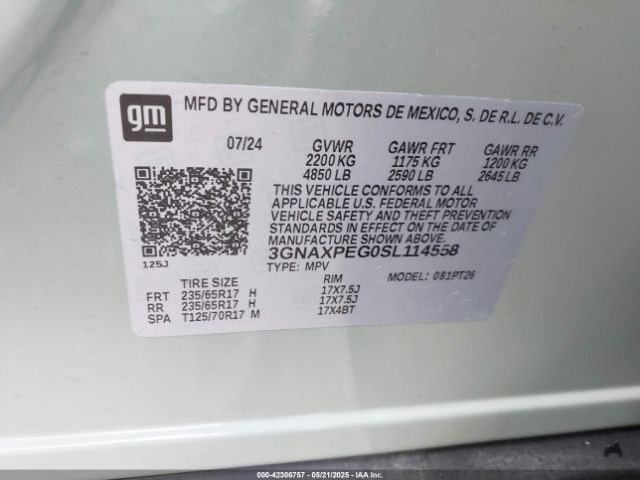 gm
MFD BY GENERAL MOTORS DE MEXICO, S. DE R.L. DE C.V.
07/24 GVWR GAWR FRT GAWR RR
2200 KG 1175 KG 1200 KG
4850 LB 2590 LB 2645 LB
THIS VEHICLE CONFORMS TO ALL
APPLICABLE U.S. FEDERAL MOTOR
VEHICLE SAFETY AND THEFT PREVENTION
STANDARDS IN EFFECT ON THE DATE OF
MANUFACTURE SHOWN ABOVE.
125J 3GNAXPEG0SL114558
TYPE: MPV MODEL: 081PT26
TIRE SIZE RIM
FRT 235/65R17 H 17X7.5J
RR 235/65R17 H 17X7.5J
SPA T125/70R17 M 17X4BT
000-42306757 05/21/2025 IAAI.COM